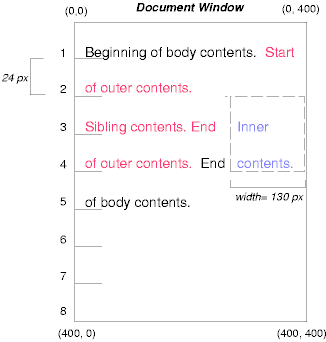 Document Window
(0,0) (0, 400)
1 Beginning of body contents. Start
24 px
2 of outer contents.
3 Sibling contents. End Inner
4 of outer contents. End contents.
width= 130 px
5 of body contents.
6
7
8
(400, 0) (400, 400)